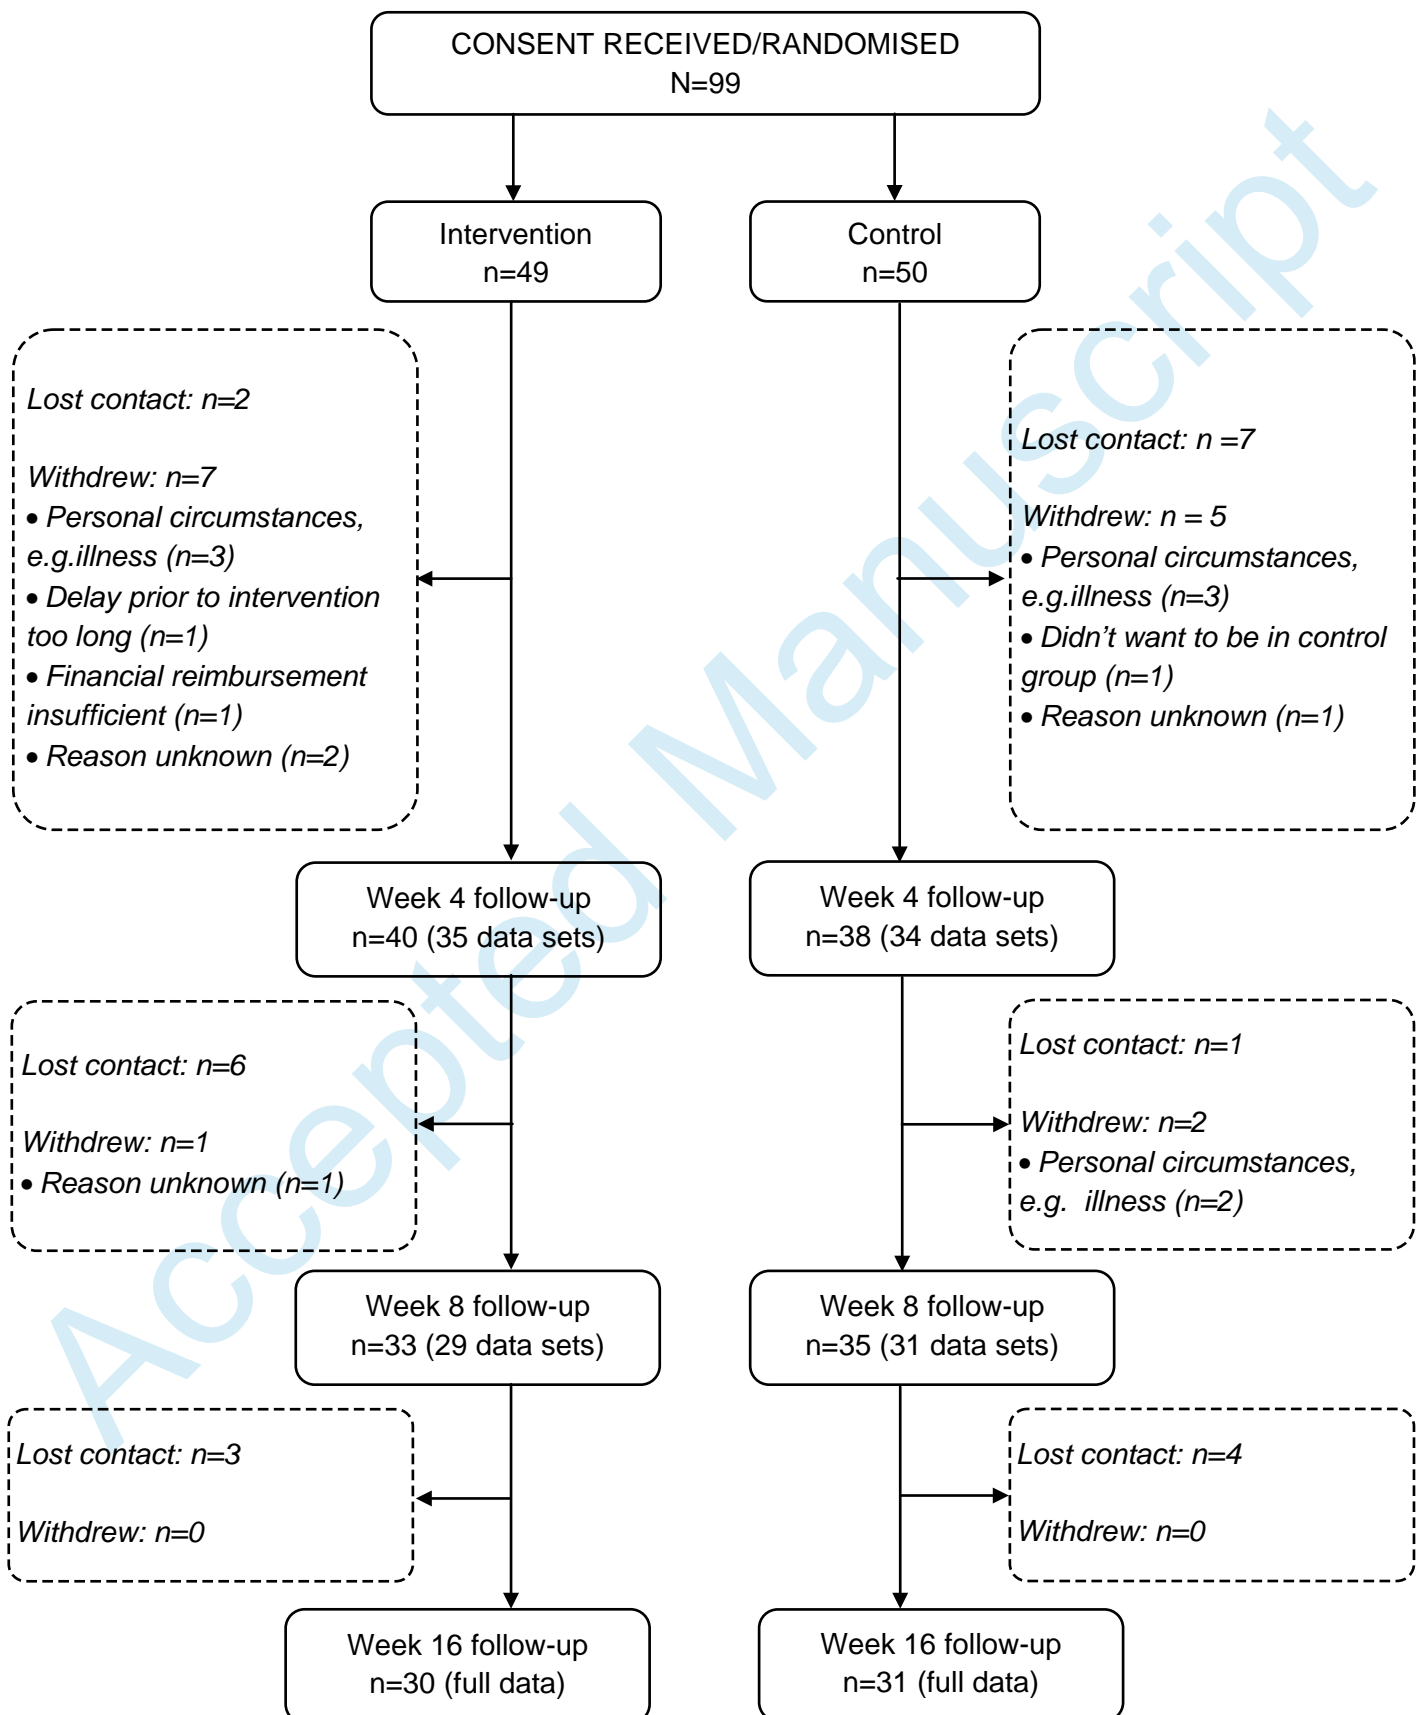 CONSENT RECEIVED/RANDOMISED
N=99
Intervention
n=49
Control
n=50
Lost contact: n=2
Withdrew: n=7
• Personal circumstances,
e.g.illness (n=3)
• Delay prior to intervention
too long (n=1)
• Financial reimbursement
insufficient (n=1)
• Reason unknown (n=2)
Lost contact: n =7
Withdrew: n = 5
• Personal circumstances,
e.g.illness (n=3)
• Didn’t want to be in control
group (n=1)
• Reason unknown (n=1)
Week 4 follow-up
n=40 (35 data sets)
Week 4 follow-up
n=38 (34 data sets)
Lost contact: n=6
Withdrew: n=1
• Reason unknown (n=1)
Lost contact: n=1
Withdrew: n=2
• Personal circumstances,
e.g.  illness (n=2)
Week 8 follow-up
n=33 (29 data sets)
Week 8 follow-up
n=35 (31 data sets)
Lost contact: n=3
Withdrew: n=0
Lost contact: n=4
Withdrew: n=0
Week 16 follow-up
n=30 (full data)
Week 16 follow-up
n=31 (full data)
Accepted Manuscript